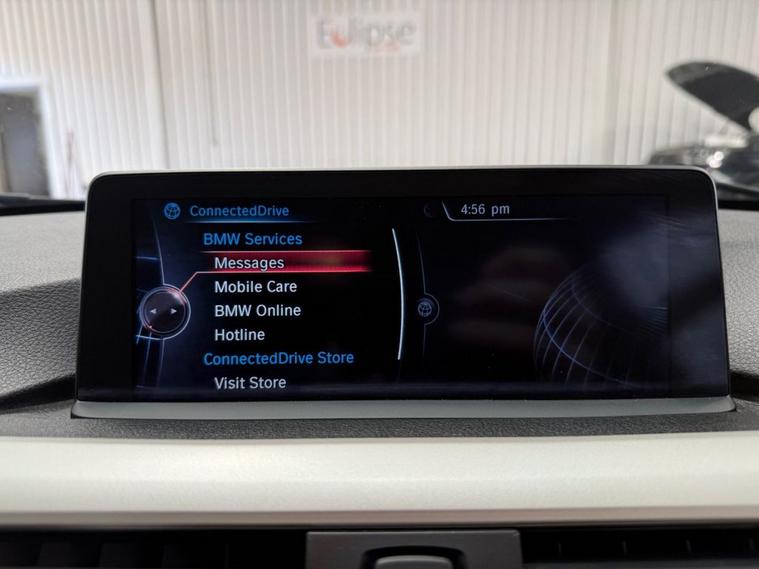 Eclipse
ConnectedDrive
4:56 pm
BMW Services
Messages
Mobile Care
BMW Online
Hotline
ConnectedDrive Store
Visit Store